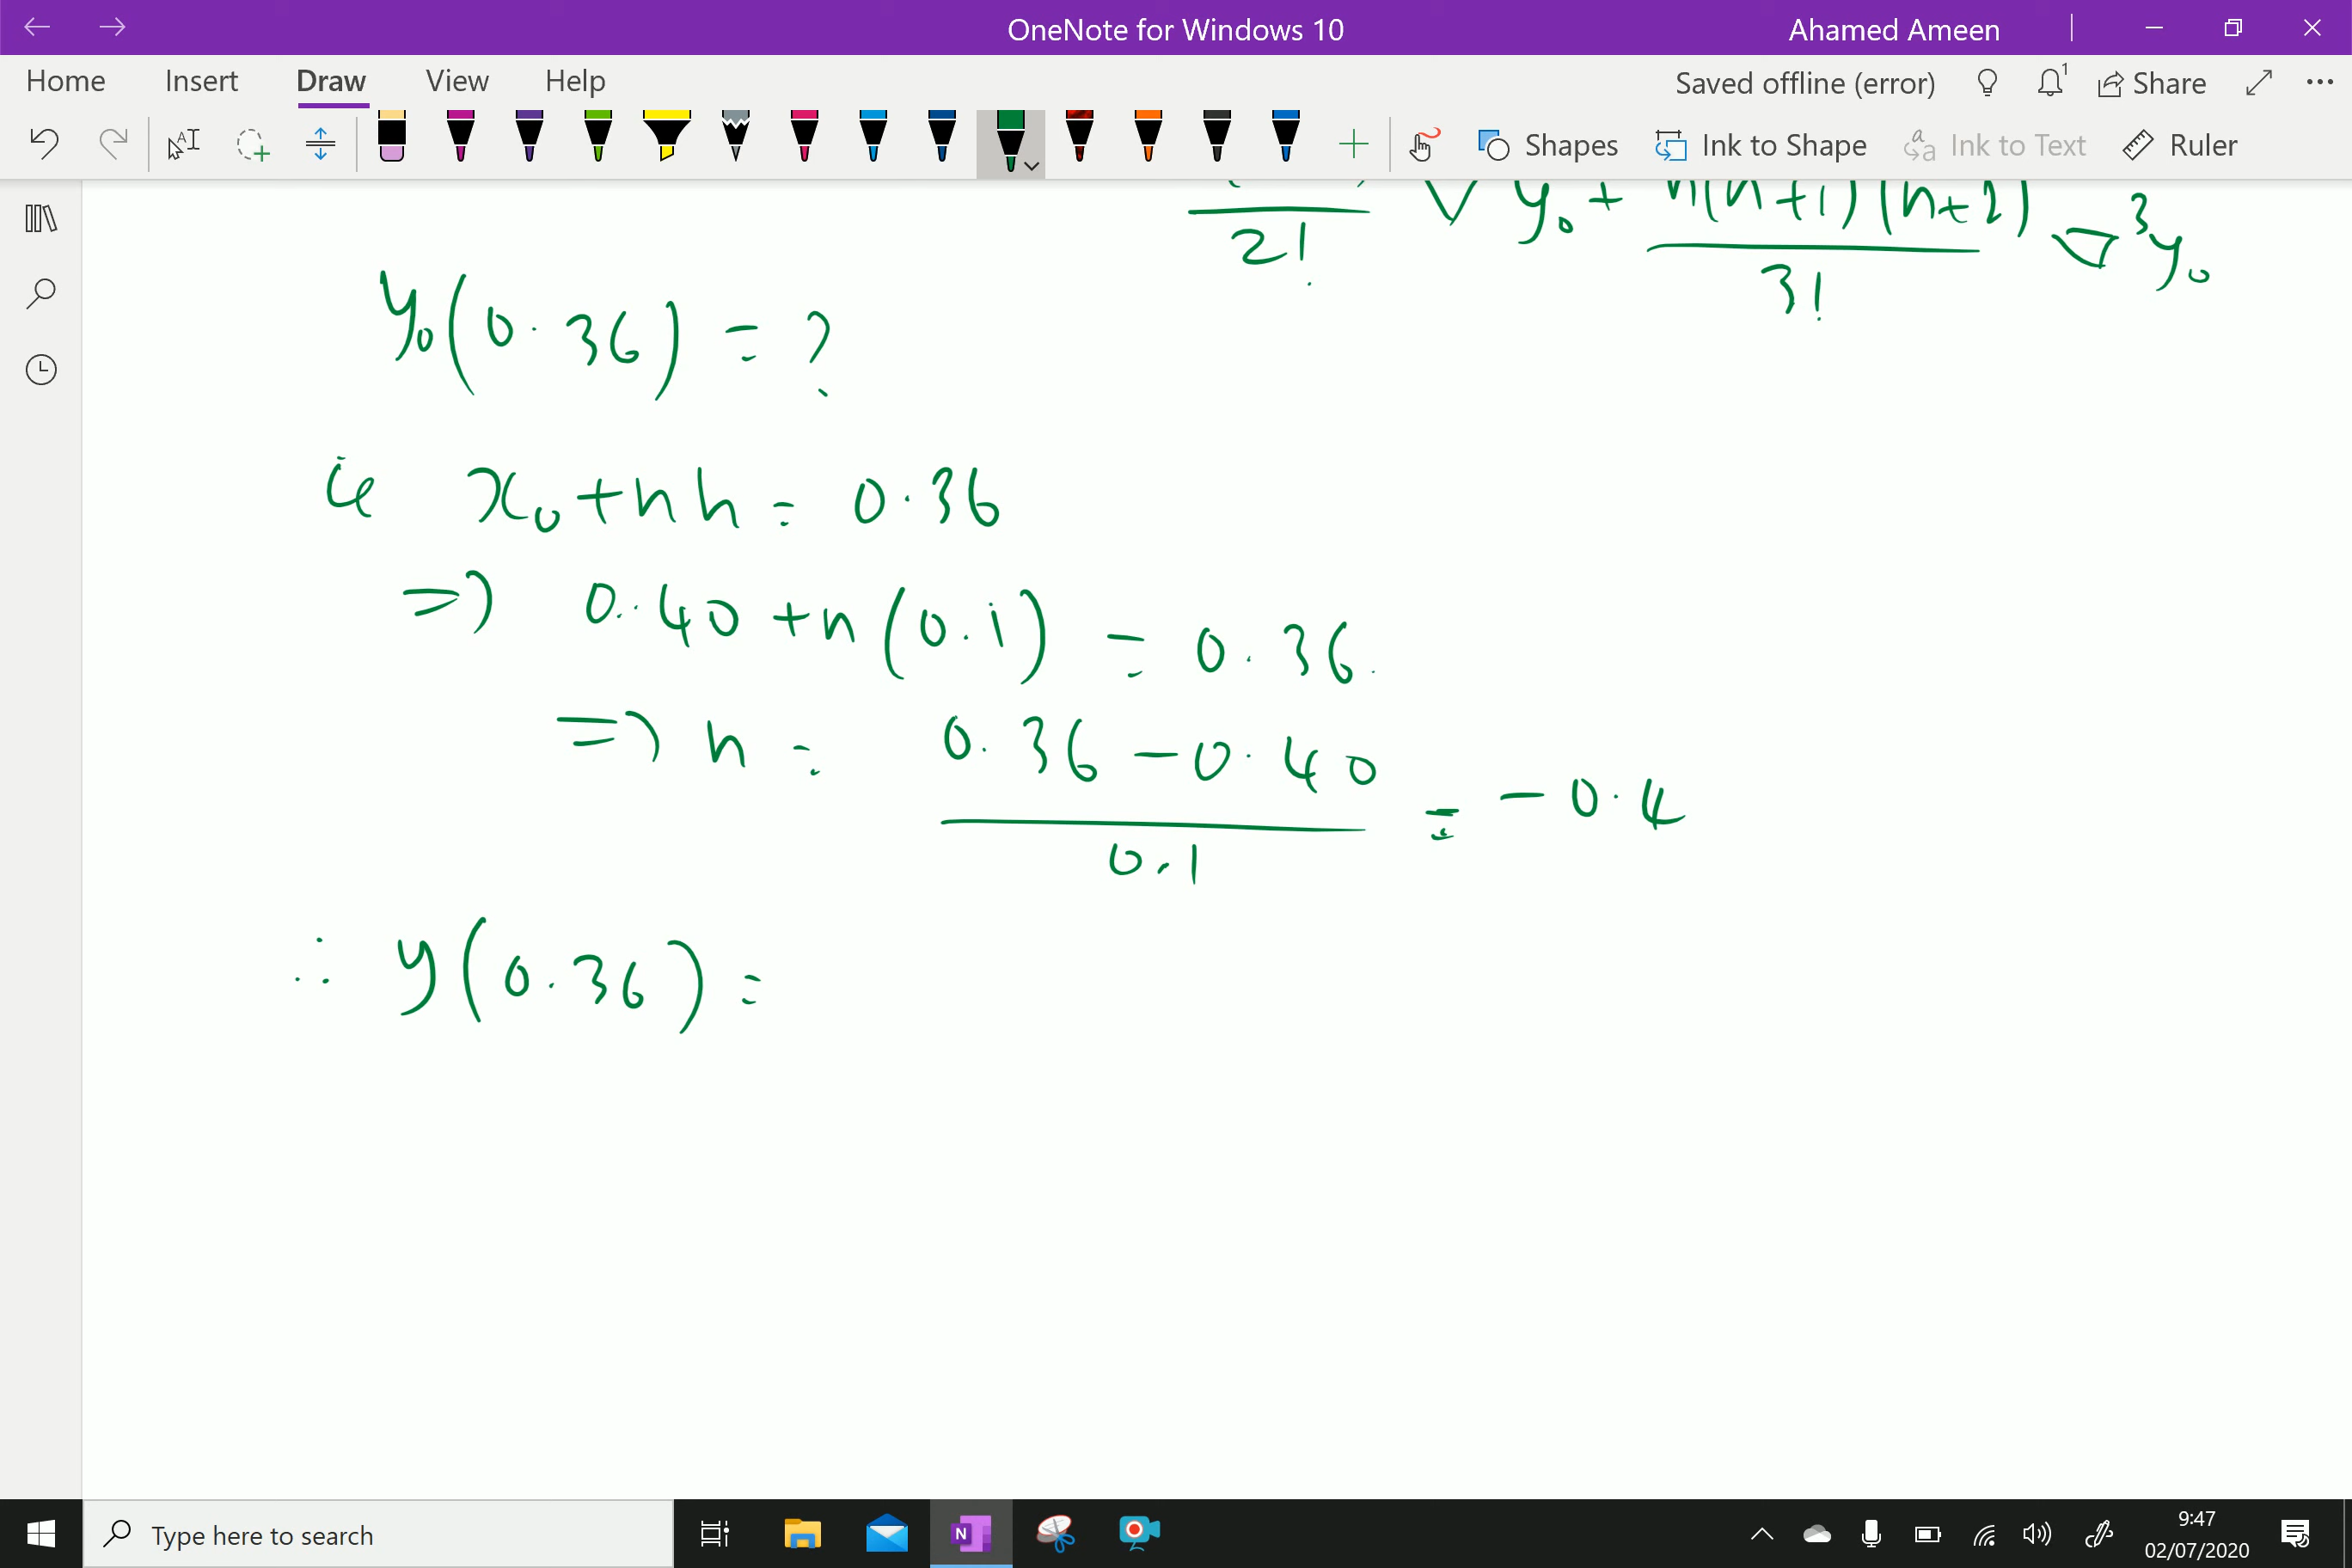 OneNote for Windows 10
Ahamed Ameen
Home Insert Draw View Help
Saved offline (error) 1 Share
Shapes Ink to Shape Ink to Text Ruler
2! ∇ y₀ + n(n+1)(n+2) / 3! ∇³y₀
y₀(0.36) = ?
ie x₀+nh = 0.36
=> 0.40 +n(0.1) = 0.36.
=> n = (0.36 - 0.40) / 0.1 = - 0.4
∴ y(0.36) =
Type here to search
9:47
02/07/2020